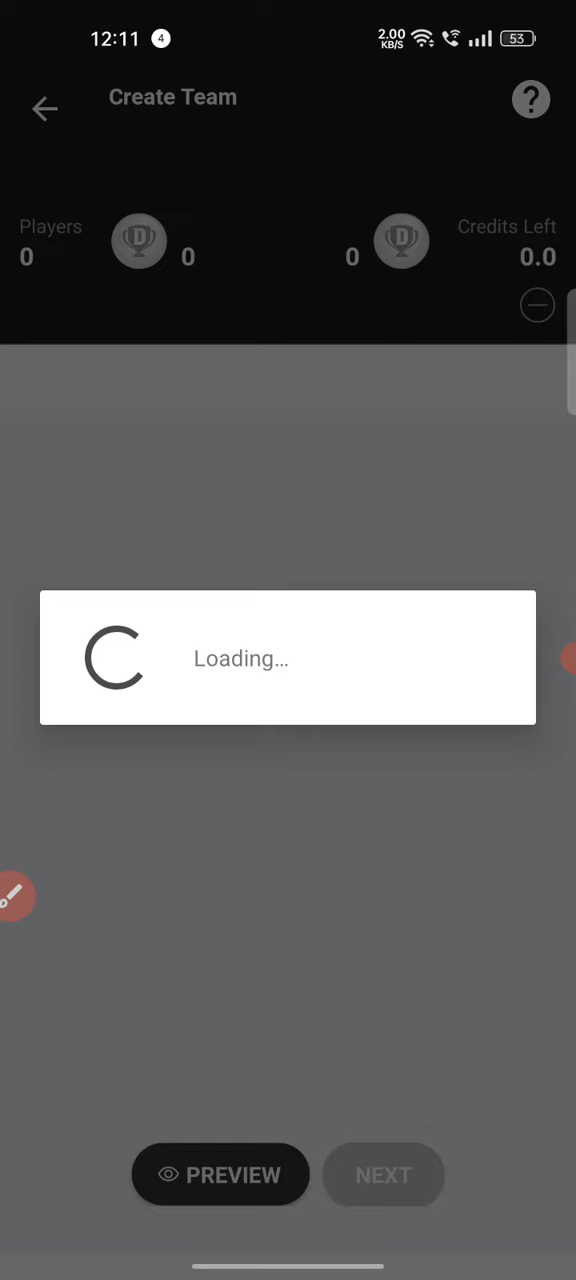 12:11 4 2.00 KB/S 53
Create Team ?
Players D D Credits Left
0 0 0 0.0
Loading...
PREVIEW NEXT